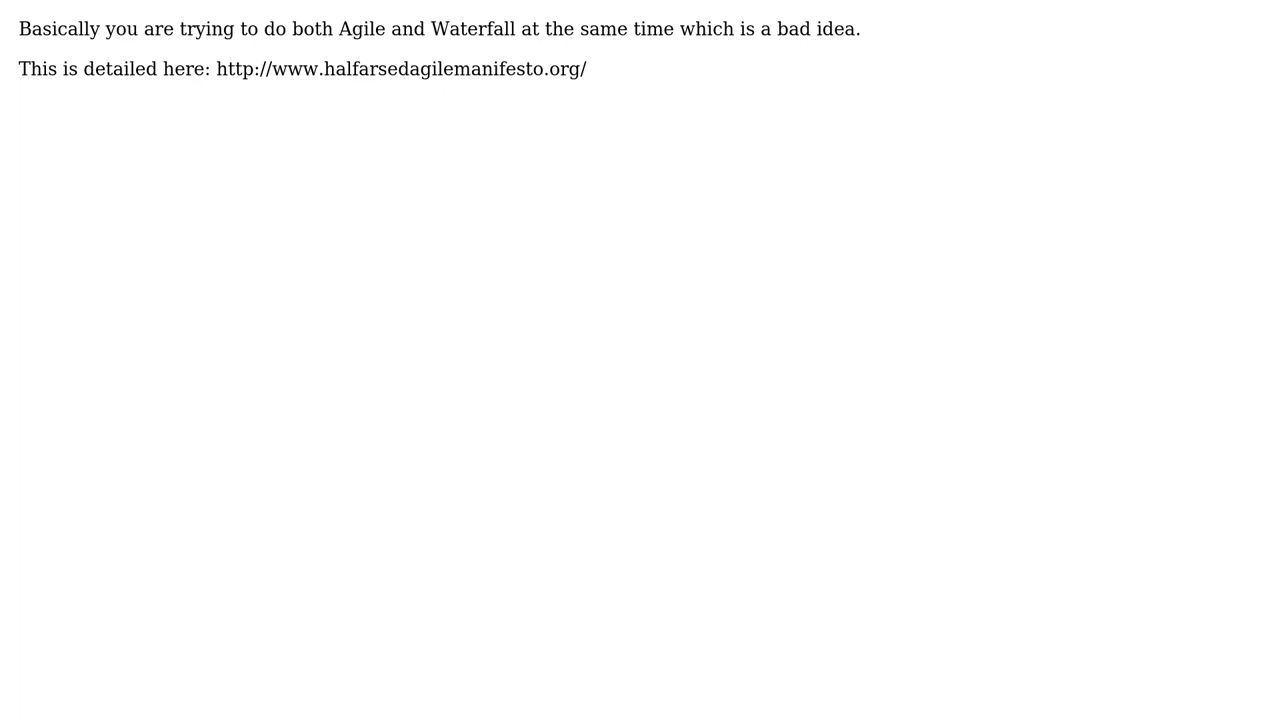 Basically you are trying to do both Agile and Waterfall at the same time which is a bad idea.
This is detailed here: http://www.halfarsedagilemanifesto.org/